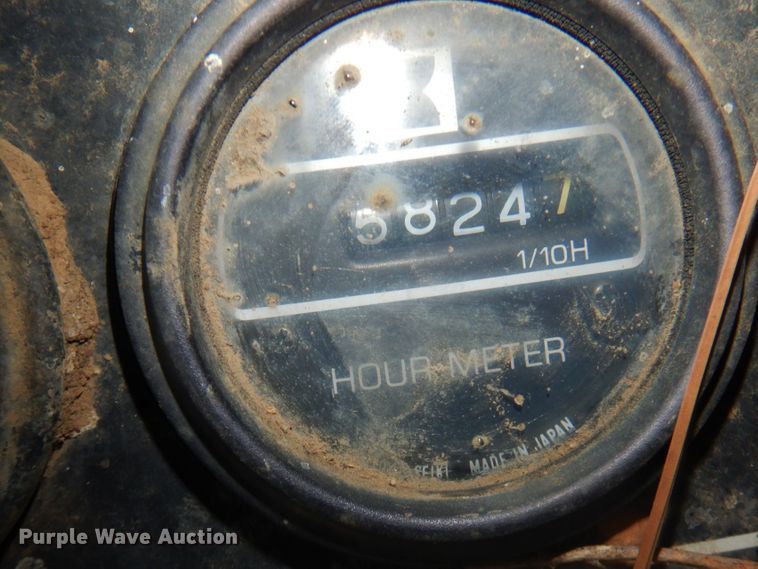 58247
1/10H
HOUR METER
SEIKI MADE IN JAPAN
Purple Wave Auction